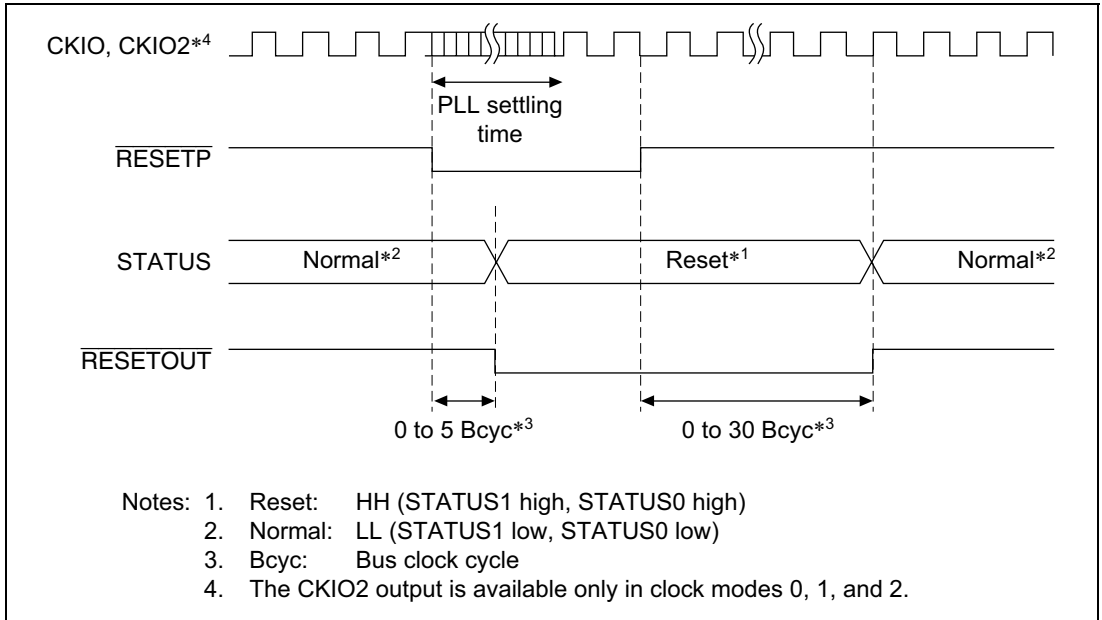 CKIO, CKIO2*4
PLL settling
time
RESETP
STATUS
Normal*2
Reset*1
Normal*2
RESETOUT
0 to 5 Bcyc*3
0 to 30 Bcyc*3
Notes: 1. Reset: HH (STATUS1 high, STATUS0 high)
2. Normal: LL (STATUS1 low, STATUS0 low)
3. Bcyc: Bus clock cycle
4. The CKIO2 output is available only in clock modes 0, 1, and 2.